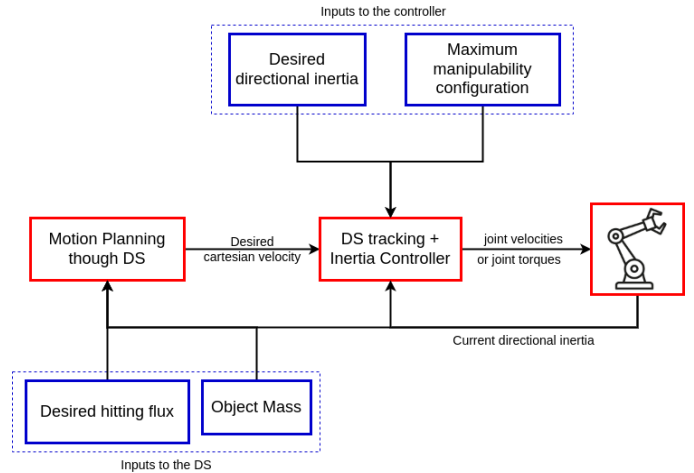 Inputs to the controller
Desired
directional inertia
Maximum
manipulability
configuration
Motion Planning
though DS
Desired
cartesian velocity
DS tracking +
Inertia Controller
joint velocities
or joint torques
Current directional inertia
Desired hitting flux
Object Mass
Inputs to the DS